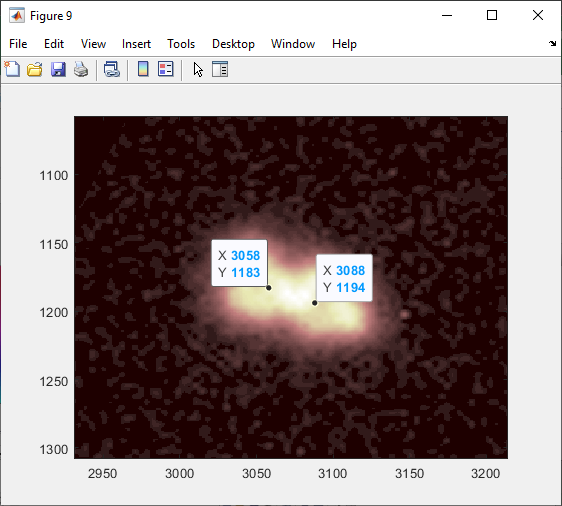 Figure 9
File Edit View Insert Tools Desktop Window Help
1100
1150
1200
1250
1300
X 3058
Y 1183
X 3088
Y 1194
2950 3000 3050 3100 3150 3200